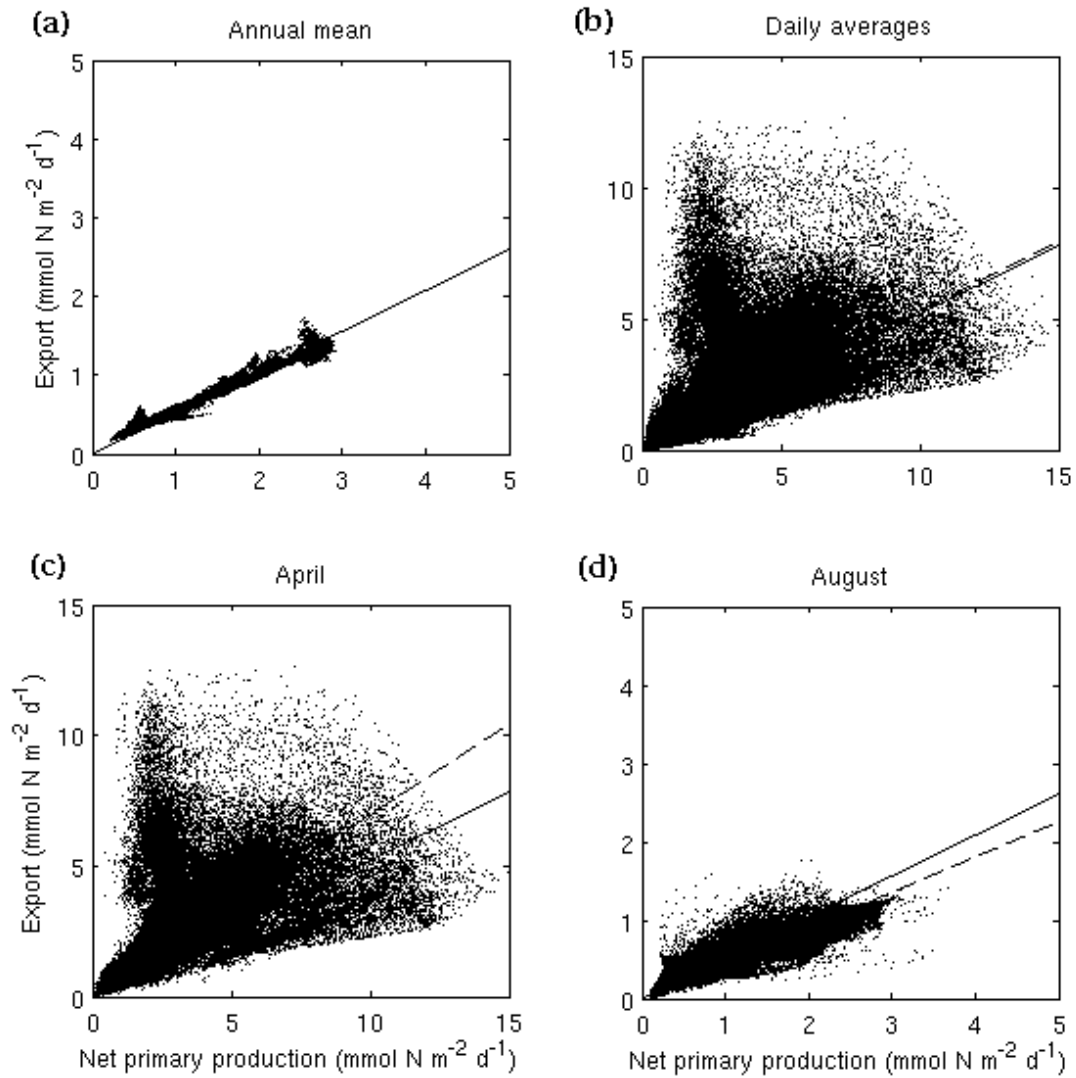 (a)
Annual mean
5
4
3
2
1
0
0 1 2 3 4 5
Export (mmol N m⁻² d⁻¹)
(b)
Daily averages
15
10
5
0
0 5 10 15
(c)
April
15
10
5
0
0 5 10 15
Export (mmol N m⁻² d⁻¹)
Net primary production (mmol N m⁻² d⁻¹)
(d)
August
5
4
3
2
1
0
0 1 2 3 4 5
Net primary production (mmol N m⁻² d⁻¹)